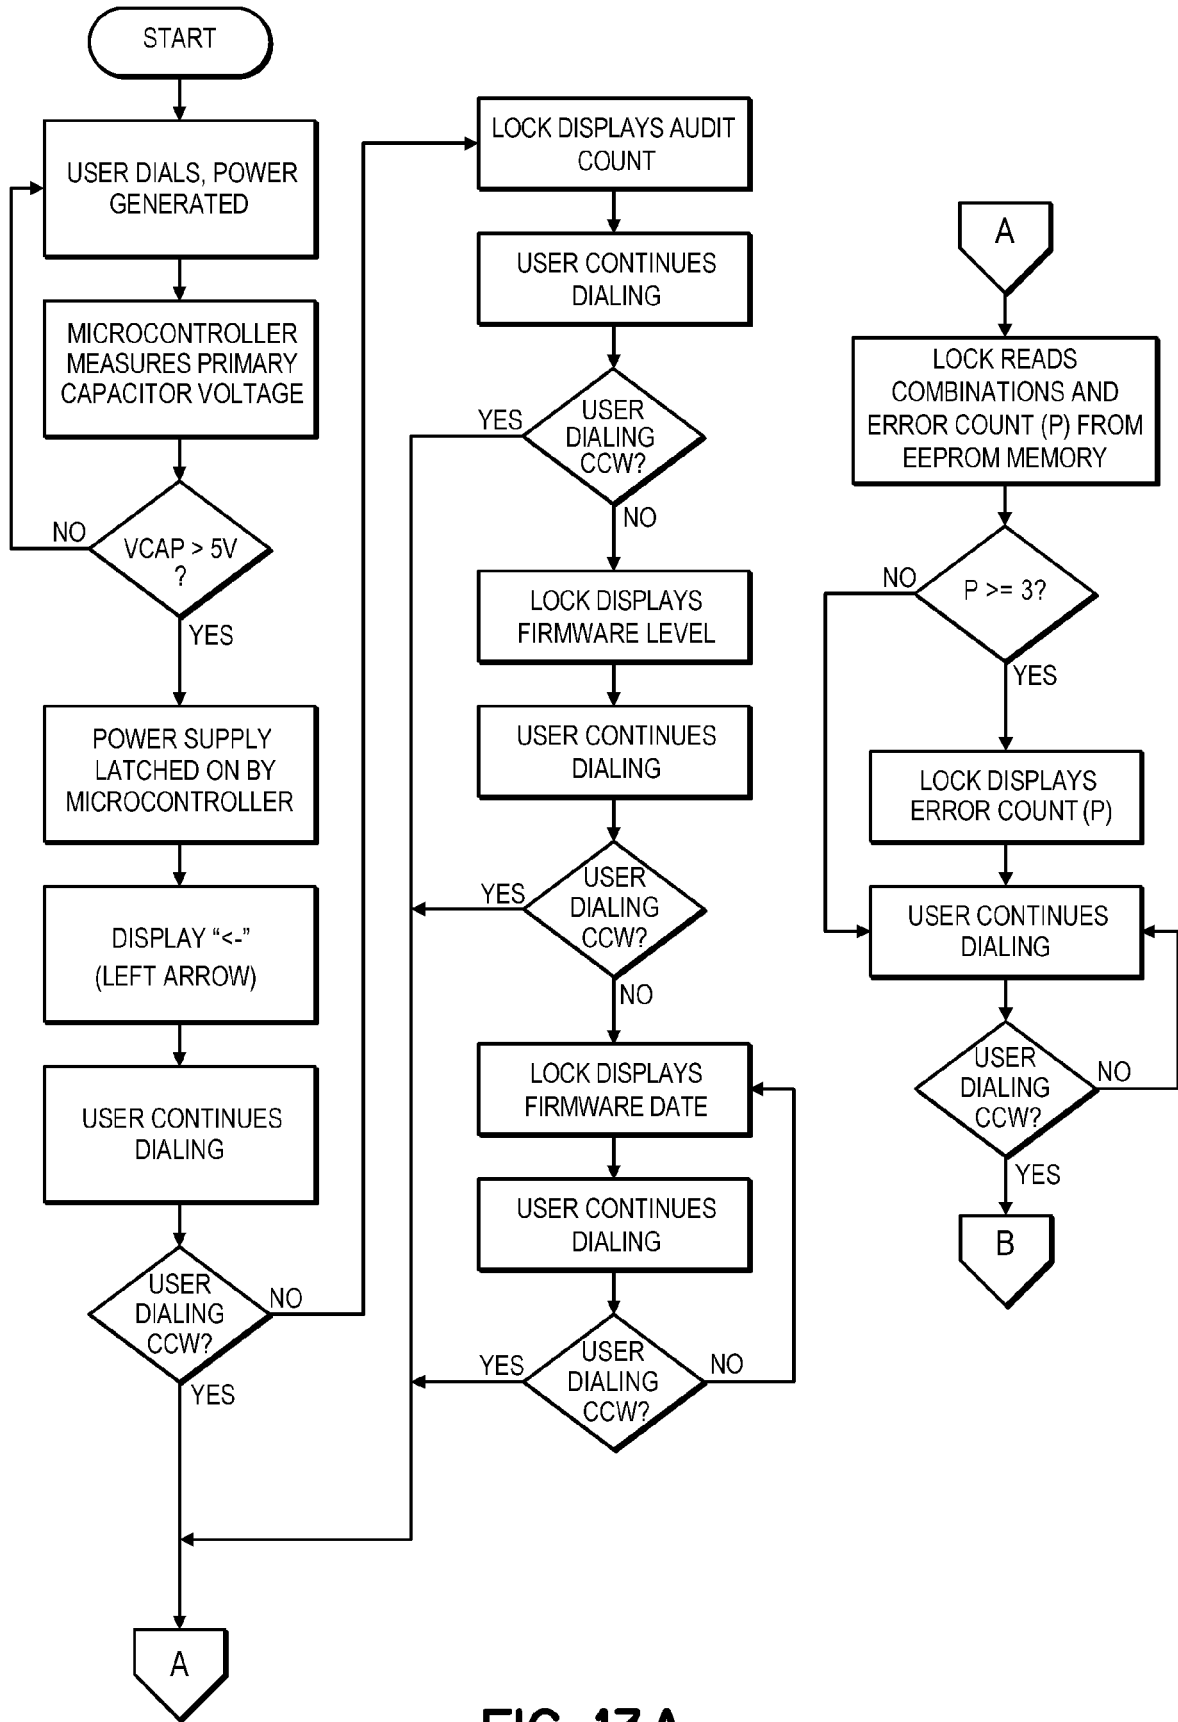 START
USER DIALS, POWER
GENERATED
MICROCONTROLLER
MEASURES PRIMARY
CAPACITOR VOLTAGE
NO
VCAP > 5V
?
YES
POWER SUPPLY
LATCHED ON BY
MICROCONTROLLER
DISPLAY “<-”
(LEFT ARROW)
USER CONTINUES
DIALING
USER
DIALING
CCW?
NO
YES
A
LOCK DISPLAYS AUDIT
COUNT
USER CONTINUES
DIALING
YES
USER
DIALING
CCW?
NO
LOCK DISPLAYS
FIRMWARE LEVEL
USER CONTINUES
DIALING
YES
USER
DIALING
CCW?
NO
LOCK DISPLAYS
FIRMWARE DATE
USER CONTINUES
DIALING
YES
USER
DIALING
CCW?
NO
A
LOCK READS
COMBINATIONS AND
ERROR COUNT (P) FROM
EEPROM MEMORY
NO
P >= 3?
YES
LOCK DISPLAYS
ERROR COUNT (P)
USER CONTINUES
DIALING
USER
DIALING
CCW?
NO
YES
B
FIG. 13A